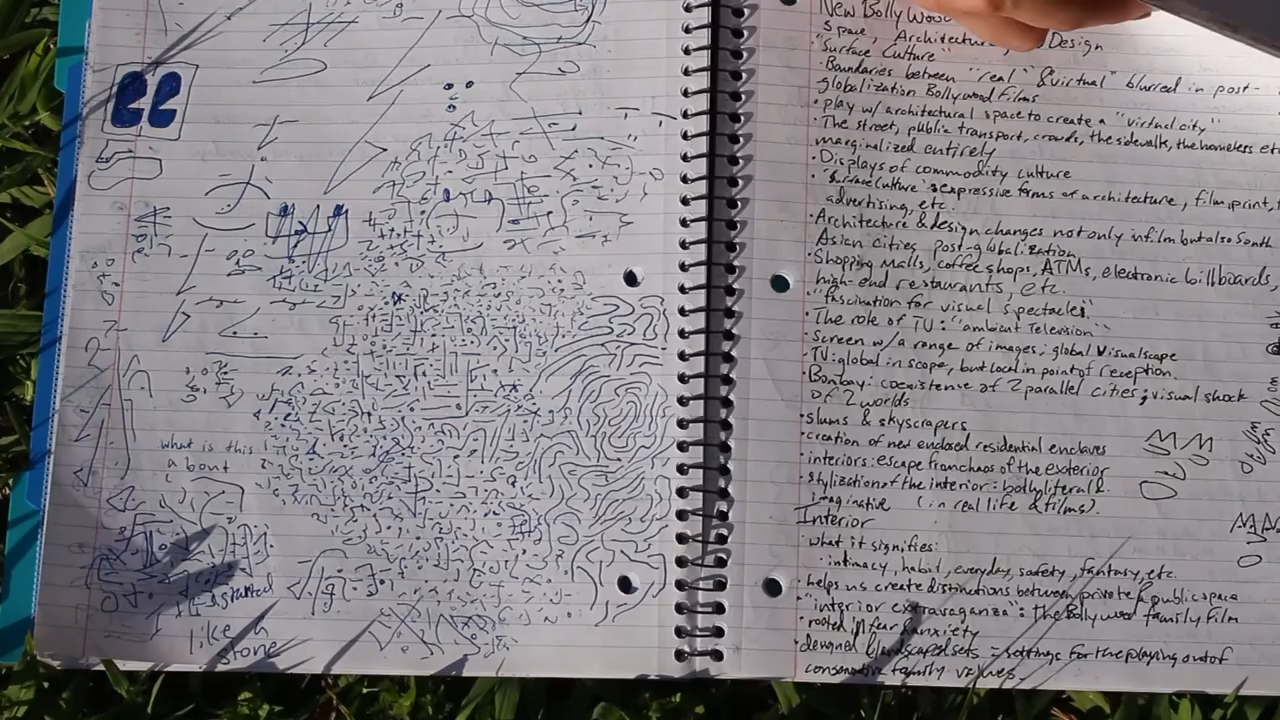 what is this
about
it started
like a
stone
New Bollywood
Space, Architecture, Design
"Surface Culture"
·Boundaries between "real" & "virtual" blurred in post-
globalization Bollywood films
·play w/ architectural space to create a "virtual city"
·The street, public transport, crowds, the sidewalk, the homeless etc
marginalized entirely
·Displays of commodity culture
·"Surface Culture": expressive forms of architecture, film, print,
advertising, etc.
·Architecture & design changes not only in film but also South
Asian cities post-globalization
·Shopping malls, coffee shops, ATMs, electronic billboards,
high-end restaurants, etc.
·"fascination for visual spectacles"
·The role of TV: "ambient television"
·Screen w/ a range of images; global visualscape
·TV: global in scope, but local in point of reception.
·Bombay: coexistence of 2 parallel cities; visual shock
of 2 worlds
·slums & skyscrapers
·creation of new enclosed residential enclaves
·interiors: escape from chaos of the exterior
·stylization of the interior: both literal &
imaginative (in real life & films).
Interior
·what it signifies:
·intimacy, habit, everyday, safety, fantasy, etc.
·helps us create distinctions between private & public space
·"interior extravaganza": the Bollywood family film
·rooted in fear & anxiety
·designed & landscaped sets = settings for the playing out of
conservative family values.